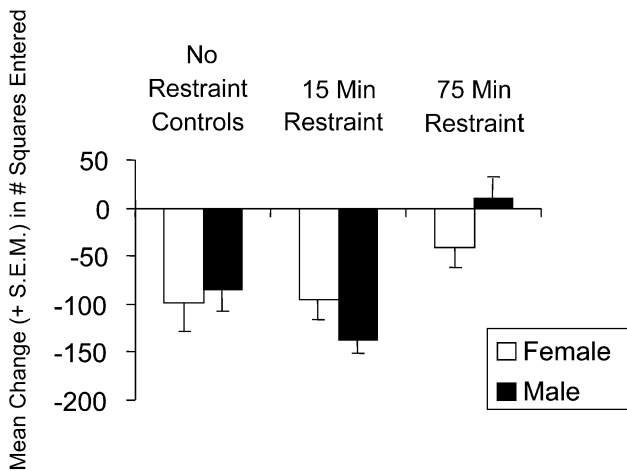 No
Restraint
Controls
15 Min
Restraint
75 Min
Restraint
Mean Change (+ S.E.M.) in # Squares Entered
50
0
-50
-100
-150
-200
Female
Male